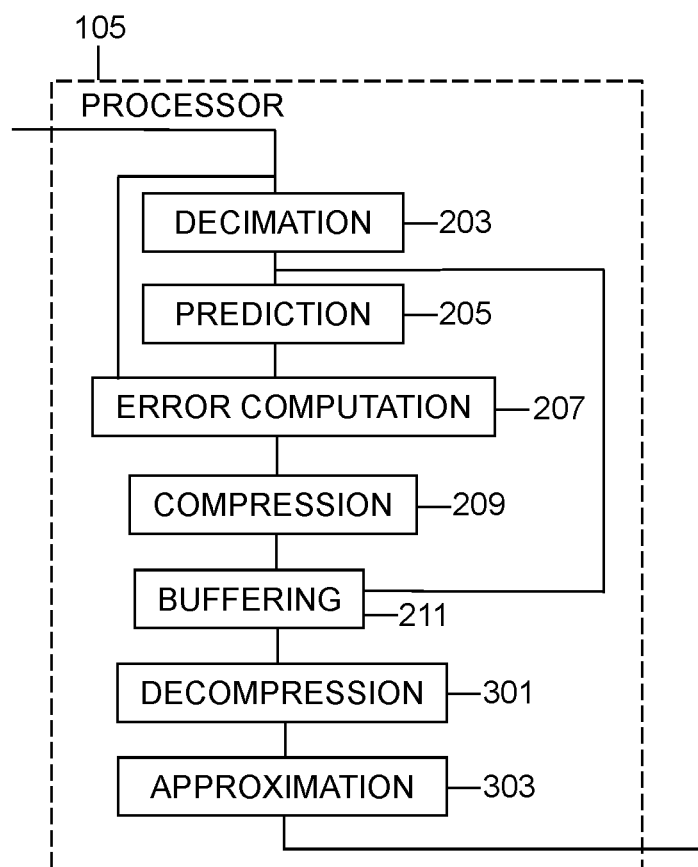 105
PROCESSOR
DECIMATION 203
PREDICTION 205
ERROR COMPUTATION 207
COMPRESSION 209
BUFFERING 211
DECOMPRESSION 301
APPROXIMATION 303